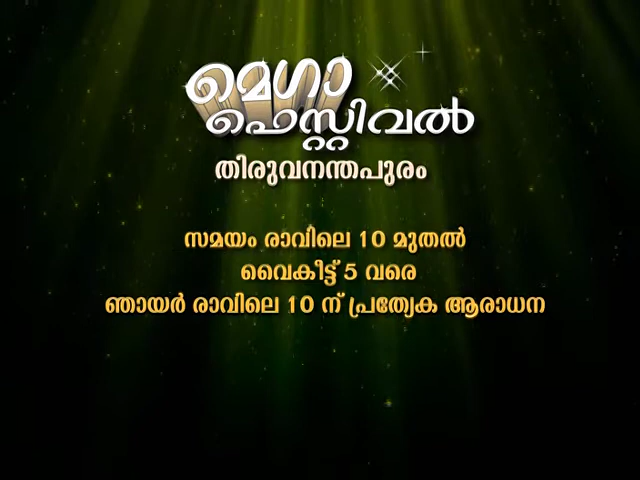 മെഗാ
ഫെസ്റ്റിവൽ
തിരുവനന്തപുരം
സമയം രാവിലെ 10 മുതൽ
വൈകീട്ട് 5 വരെ
ഞായർ രാവിലെ 10 ന് പ്രത്യേക ആരാധന